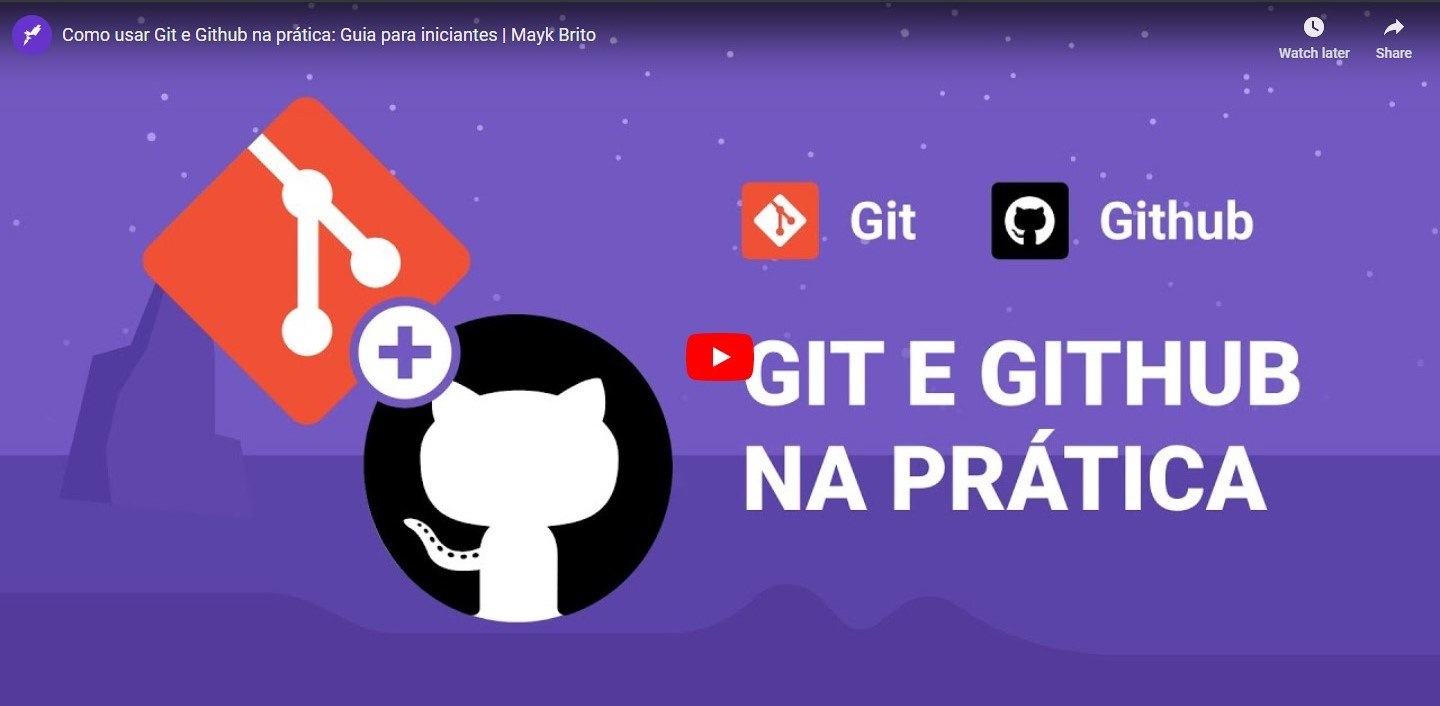 Como usar Git e Github na prática: Guia para iniciantes | Mayk Brito
Watch later
Share
Git
Github
GIT E GITHUB
NA PRÁTICA